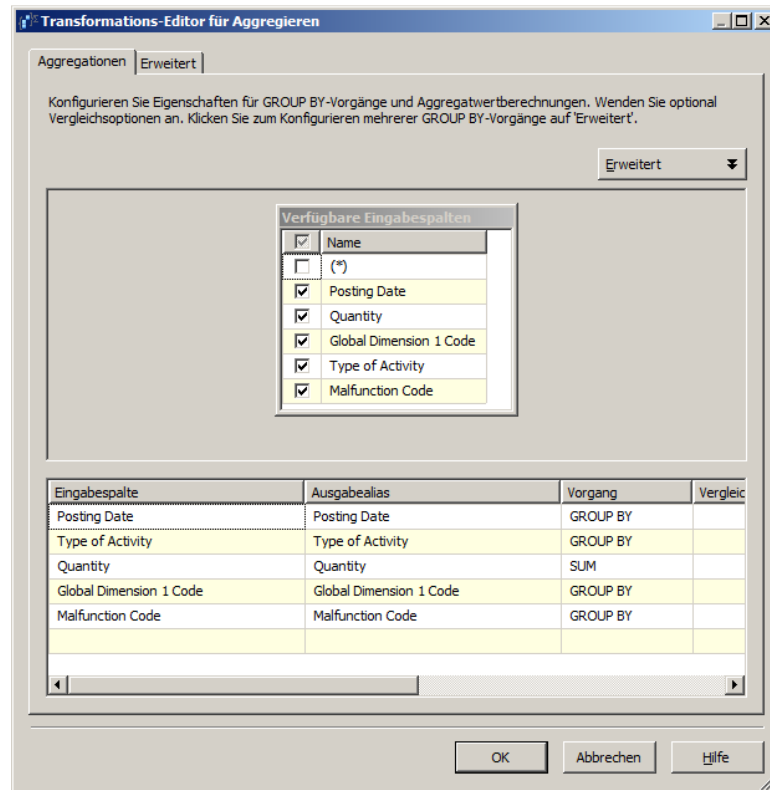 Transformations-Editor für Aggregieren
Aggregationen Erweitert
Konfigurieren Sie Eigenschaften für GROUP BY-Vorgänge und Aggregatwertberechnungen. Wenden Sie optional
Vergleichsoptionen an. Klicken Sie zum Konfigurieren mehrerer GROUP BY-Vorgänge auf 'Erweitert'.
Erweitert
Verfügbare Eingabespalten
Name
(*)
Posting Date
Quantity
Global Dimension 1 Code
Type of Activity
Malfunction Code
Eingabespalte Ausgabealias Vorgang Vergleic
Posting Date Posting Date GROUP BY
Type of Activity Type of Activity GROUP BY
Quantity Quantity SUM
Global Dimension 1 Code Global Dimension 1 Code GROUP BY
Malfunction Code Malfunction Code GROUP BY
OK Abbrechen Hilfe